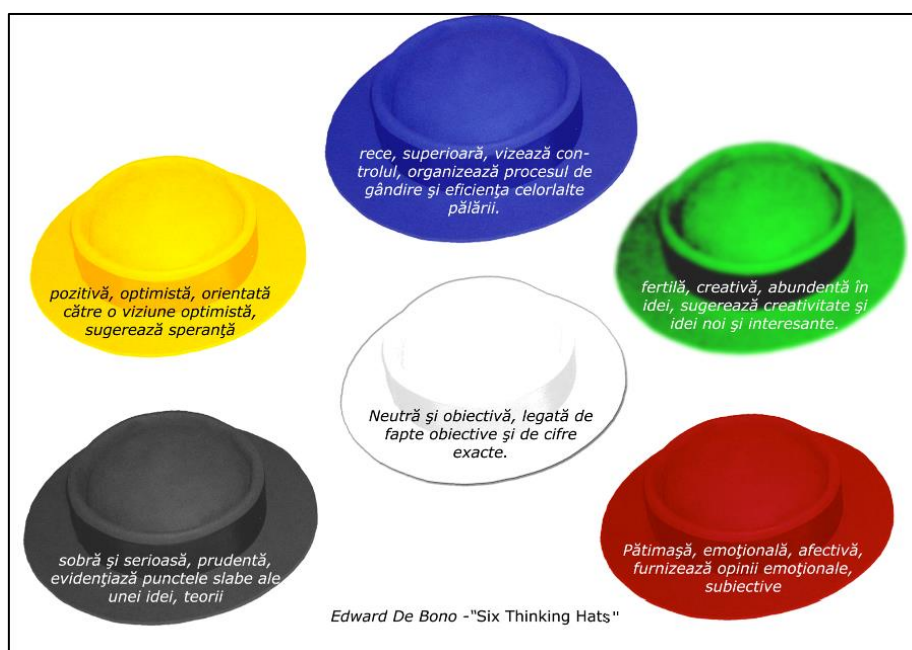 rece, superioară, vizează con-
trolul, organizează procesul de
gândire şi eficienţa celorlalte
pălării.
pozitivă, optimistă, orientată
către o viziune optimistă,
sugerează speranţă
fertilă, creativă, abundentă în
idei, sugerează creativitate şi
idei noi şi interesante.
Neutră şi obiectivă, legată de
fapte obiective şi de cifre
exacte.
sobră şi serioasă, prudentă,
evidenţiază punctele slabe ale
unei idei, teorii
Pătimaşă, emoţională, afectivă,
furnizează opinii emoţionale,
subiective
Edward De Bono -"Six Thinking Hats"